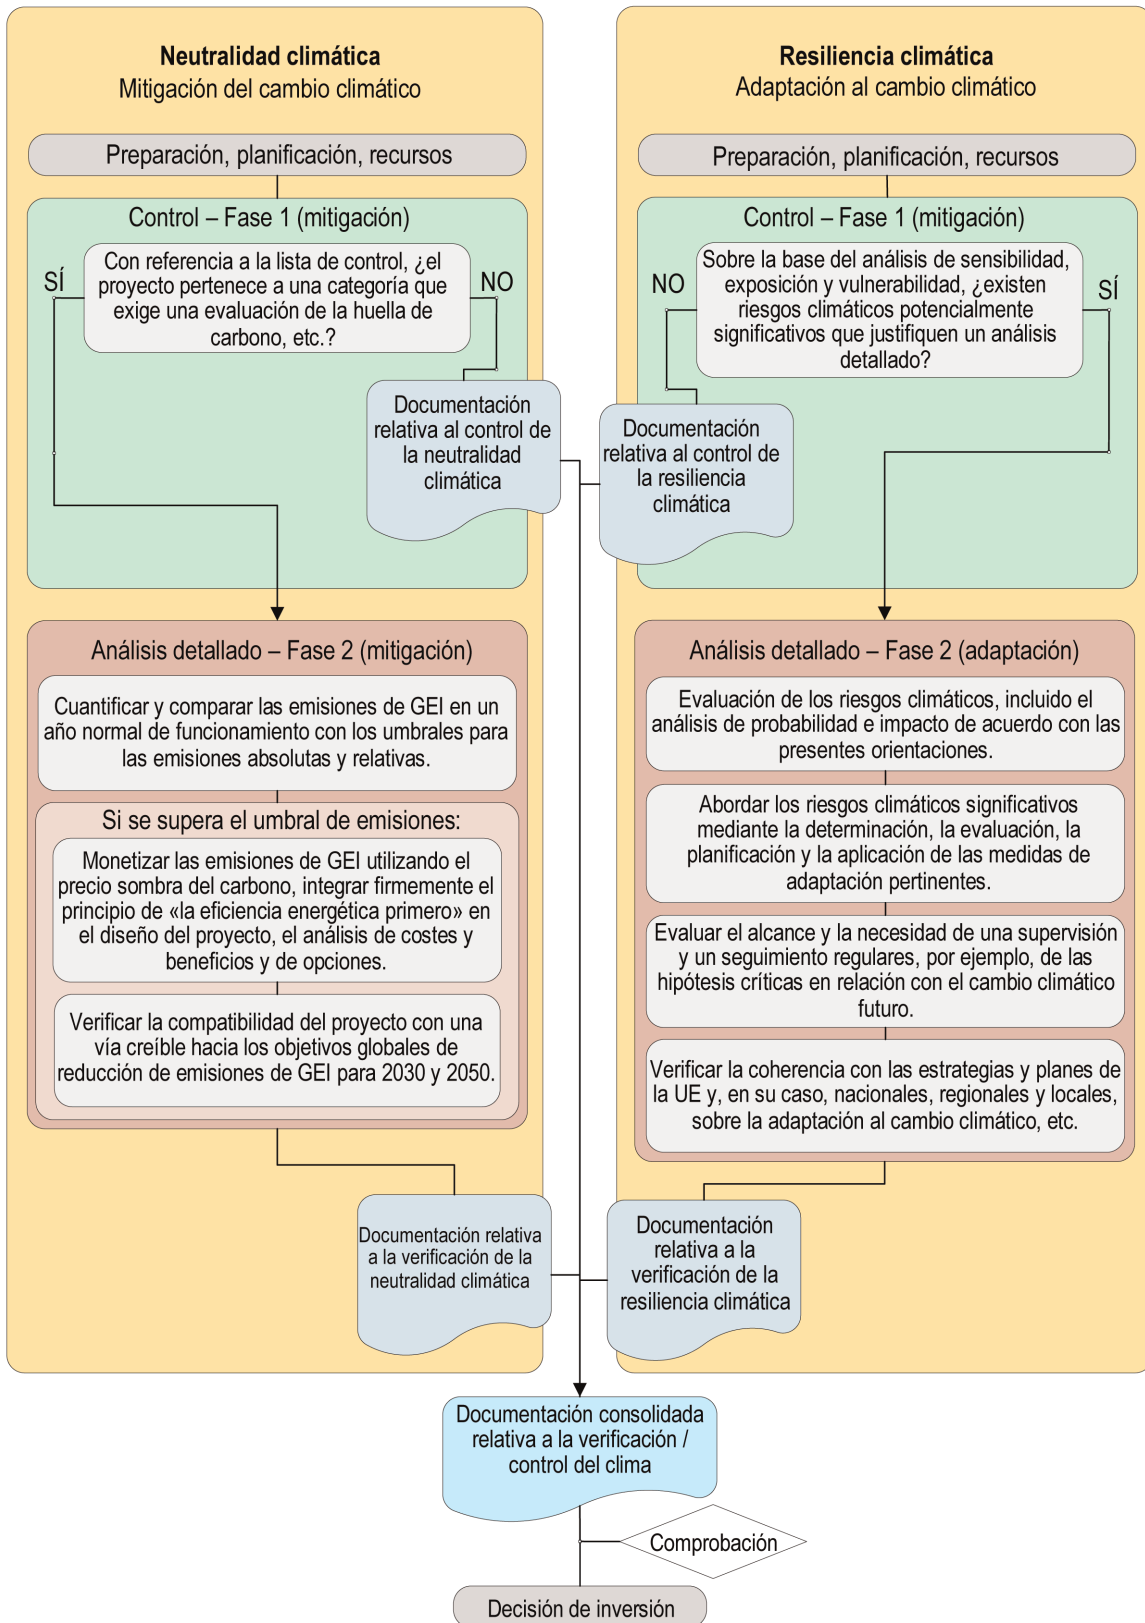 Neutralidad climática
Mitigación del cambio climático
Preparación, planificación, recursos
Control – Fase 1 (mitigación)
SÍ
Con referencia a la lista de control, ¿el
proyecto pertenece a una categoría que
exige una evaluación de la huella de
carbono, etc.?
NO
Documentación
relativa al control de
la neutralidad
climática
Análisis detallado – Fase 2 (mitigación)
Cuantificar y comparar las emisiones de GEI en un
año normal de funcionamiento con los umbrales para
las emisiones absolutas y relativas.
Si se supera el umbral de emisiones:
Monetizar las emisiones de GEI utilizando el
precio sombra del carbono, integrar firmemente el
principio de «la eficiencia energética primero» en
el diseño del proyecto, el análisis de costes y
beneficios y de opciones.
Verificar la compatibilidad del proyecto con una
vía creíble hacia los objetivos globales de
reducción de emisiones de GEI para 2030 y 2050.
Documentación relativa
a la verificación de la
neutralidad climática
Resiliencia climática
Adaptación al cambio climático
Preparación, planificación, recursos
Control – Fase 1 (mitigación)
NO
Sobre la base del análisis de sensibilidad,
exposición y vulnerabilidad, ¿existen
riesgos climáticos potencialmente
significativos que justifiquen un análisis
detallado?
SÍ
Documentación
relativa al control de
la resiliencia
climática
Análisis detallado – Fase 2 (adaptación)
Evaluación de los riesgos climáticos, incluido el
análisis de probabilidad e impacto de acuerdo con las
presentes orientaciones.
Abordar los riesgos climáticos significativos
mediante la determinación, la evaluación, la
planificación y la aplicación de las medidas de
adaptación pertinentes.
Evaluar el alcance y la necesidad de una supervisión
y un seguimiento regulares, por ejemplo, de las
hipótesis críticas en relación con el cambio climático
futuro.
Verificar la coherencia con las estrategias y planes de
la UE y, en su caso, nacionales, regionales y locales,
sobre la adaptación al cambio climático, etc.
Documentación
relativa a la
verificación de la
resiliencia climática
Documentación consolidada
relativa a la verificación /
control del clima
Comprobación
Decisión de inversión